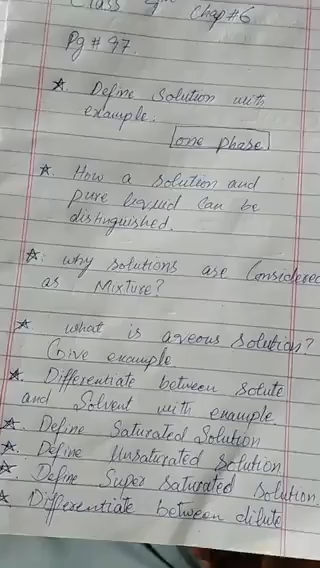 Class 9th Chap#6
Pg # 97.
* Define Solution with
example.
one phase
* How a solution and
pure liquid can be
distinguished.
* why solutions are Considered
as Mixture?
* what is aqeous solution?
Give example
* Differentiate between solute
and Solvent with example
* Define Saturated Solution
* Define Unsaturated Solution
* Define Super saturated Solution.
* Differentiate between dilute